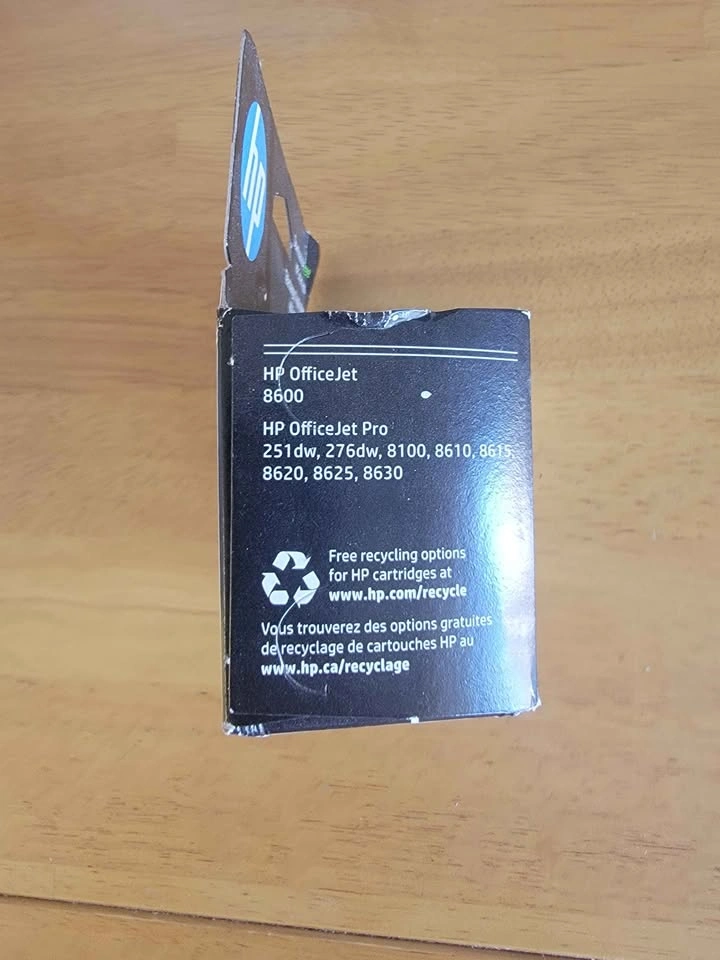 hp
HP OfficeJet
8600
HP OfficeJet Pro
251dw, 276dw, 8100, 8610, 8615,
8620, 8625, 8630
Free recycling options
for HP cartridges at
www.hp.com/recycle
Vous trouverez des options gratuites
de recyclage de cartouches HP au
www.hp.ca/recyclage